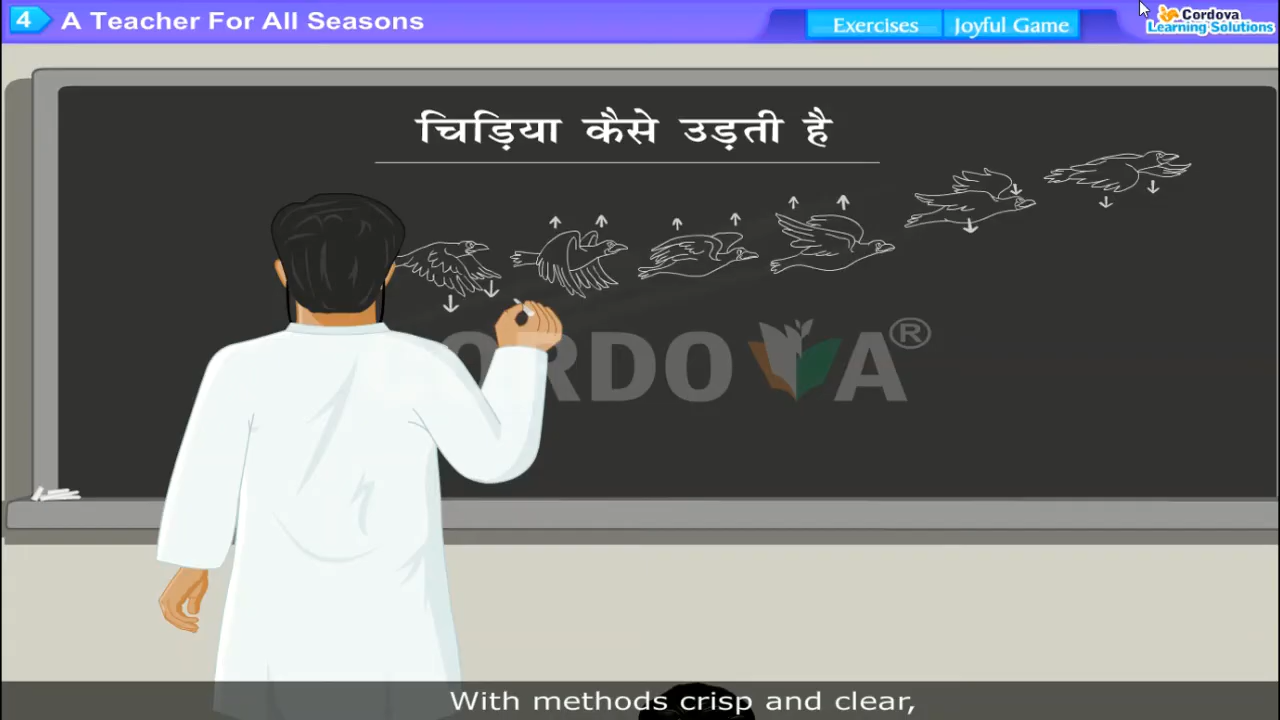 4 A Teacher For All Seasons
Exercises
Joyful Game
Cordova
Learning Solutions
चिड़िया कैसे उड़ती है
CORDOVA®
With methods crisp and clear,